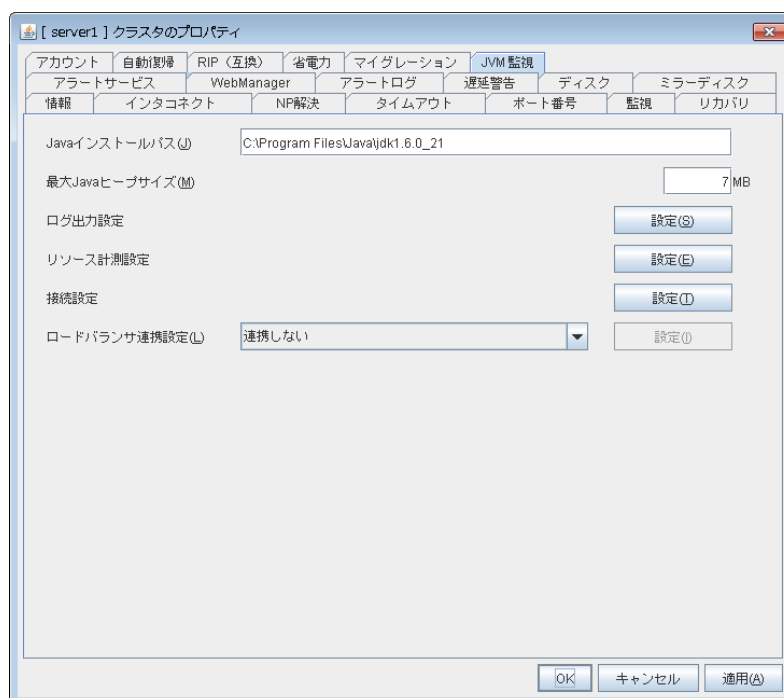 [ server1 ] クラスタのプロパティ
アカウント 自動復帰 RIP（互換） 省電力 マイグレーション JVM 監視
アラートサービス WebManager アラートログ 遅延警告 ディスク ミラーディスク
情報 インタコネクト NP解決 タイムアウト ポート番号 監視 リカバリ
Javaインストールパス(J) C:\Program Files\Java\jdk1.6.0_21
最大Javaヒープサイズ(M) 7 MB
ログ出力設定 設定(S)
リソース計測設定 設定(E)
接続設定 設定(T)
ロードバランサ連携設定(L) 連携しない 設定(I)
OK キャンセル 適用(A)